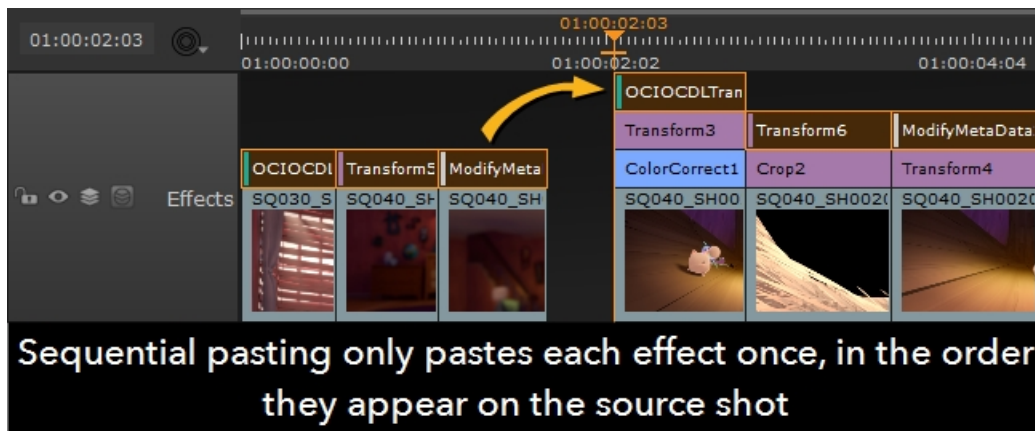 01:00:02:03
01:00:02:03
01:00:00:00 01:00:02:02 01:00:04:04
OCIOCDLTran
Transform3 Transform6 ModifyMetaData
OCIOCDL Transform5 ModifyMeta ColorCorrect1 Crop2 Transform4
Effects SQ030_S SQ040_SH SQ040_SH SQ040_SH00 SQ040_SH002 SQ040_SH0020
Sequential pasting only pastes each effect once, in the order
they appear on the source shot